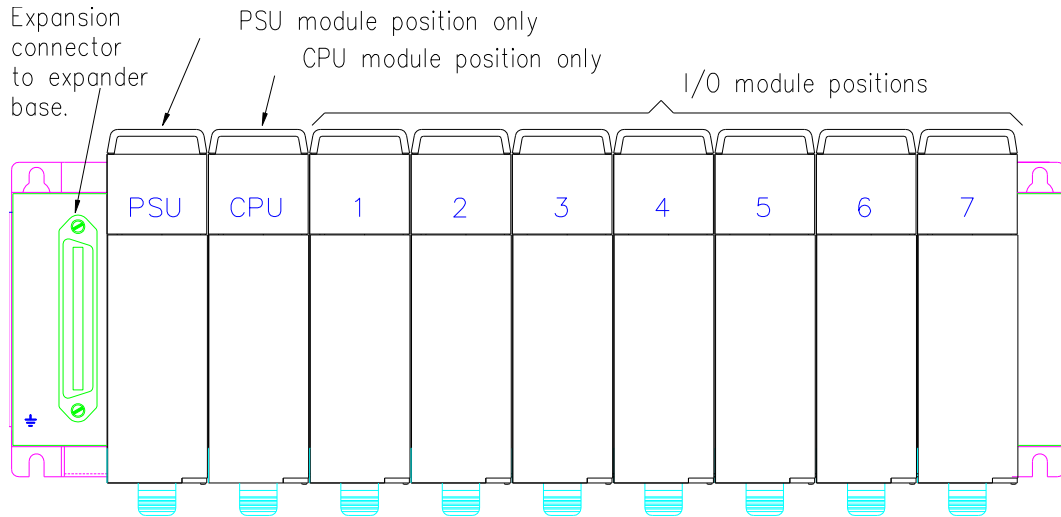 Expansion
connector
to expander
base.
PSU module position only
CPU module position only
I/O module positions
PSU CPU 1 2 3 4 5 6 7